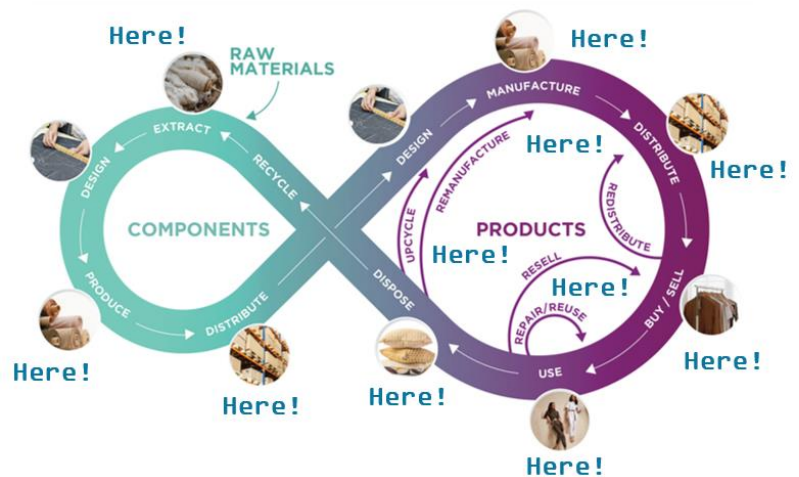 Here!
Here!
RAW
MATERIALS
MANUFACTURE
EXTRACT
DESIGN
DISTRIBUTE
Here!
Here!
DESIGN
RECYCLE
REMANUFACTURE
REDISTRIBUTE
COMPONENTS
PRODUCTS
UPCYCLE
Here!
RESELL
Here!
PRODUCE
DISTRIBUTE
DISPOSE
REPAIR/REUSE
BUY / SELL
USE
Here!
Here!
Here!
Here!
Here!